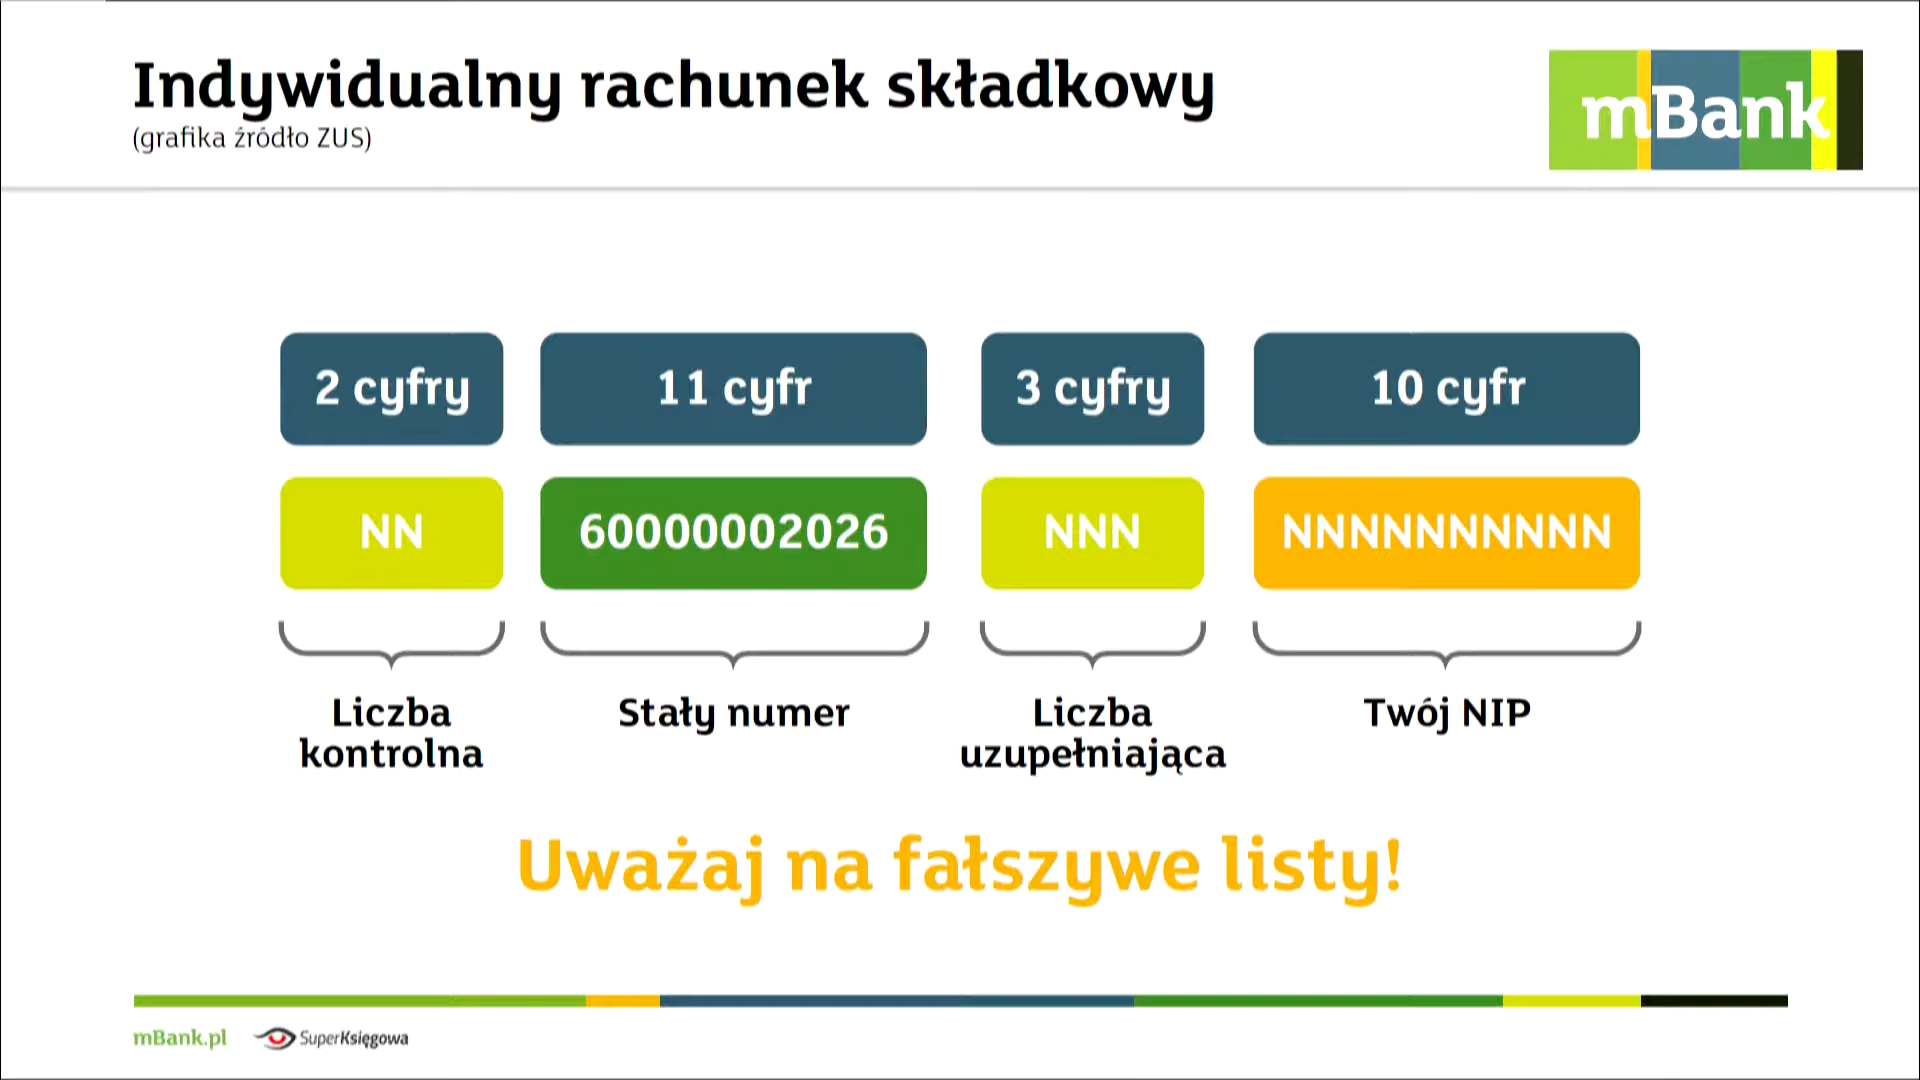 Indywidualny rachunek składkowy
(grafika źródło ZUS)
mBank
2 cyfry 11 cyfr 3 cyfry 10 cyfr
NN 60000002026 NNN NNNNNNNNNN
Liczba kontrolna
Stały numer
Liczba uzupełniająca
Twój NIP
Uważaj na fałszywe listy!
mBank.pl SuperKsięgowa